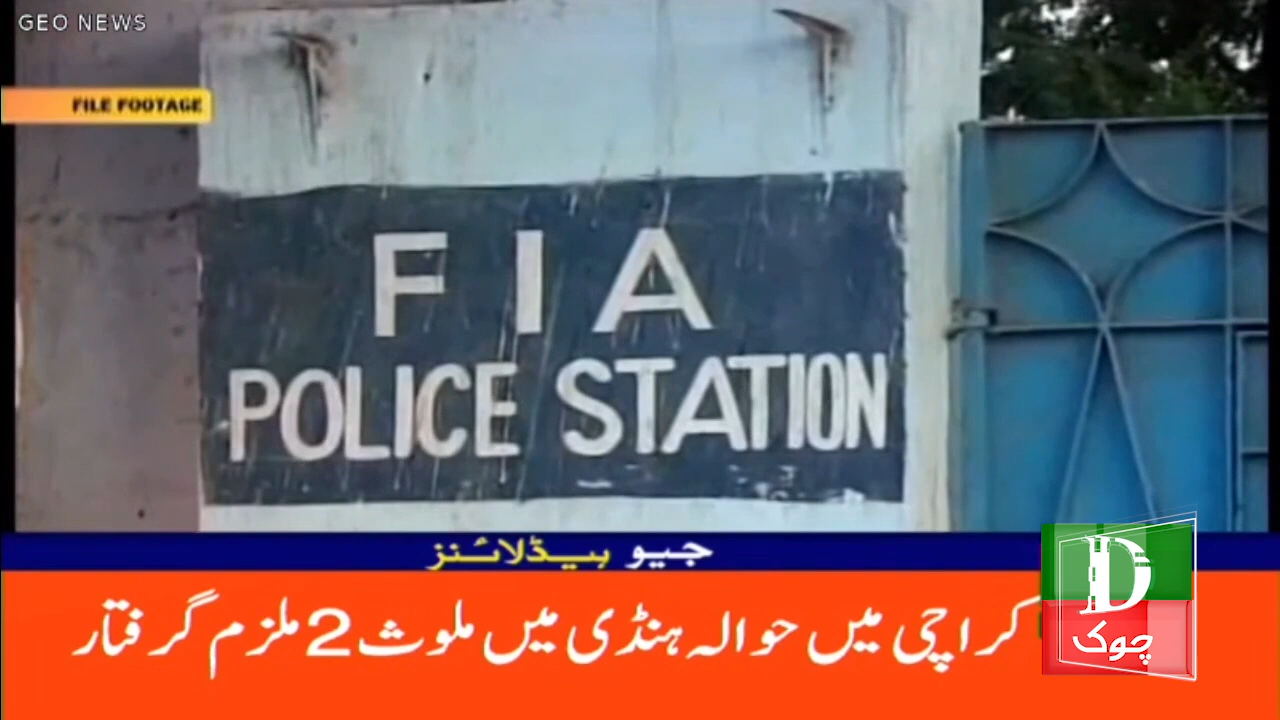 GEO NEWS
FILE FOOTAGE
F I A
POLICE STATION
جیو ہیڈلائنز
کراچی میں حوالہ ہنڈی میں ملوث 2 ملزم گرفتار
D
چوک